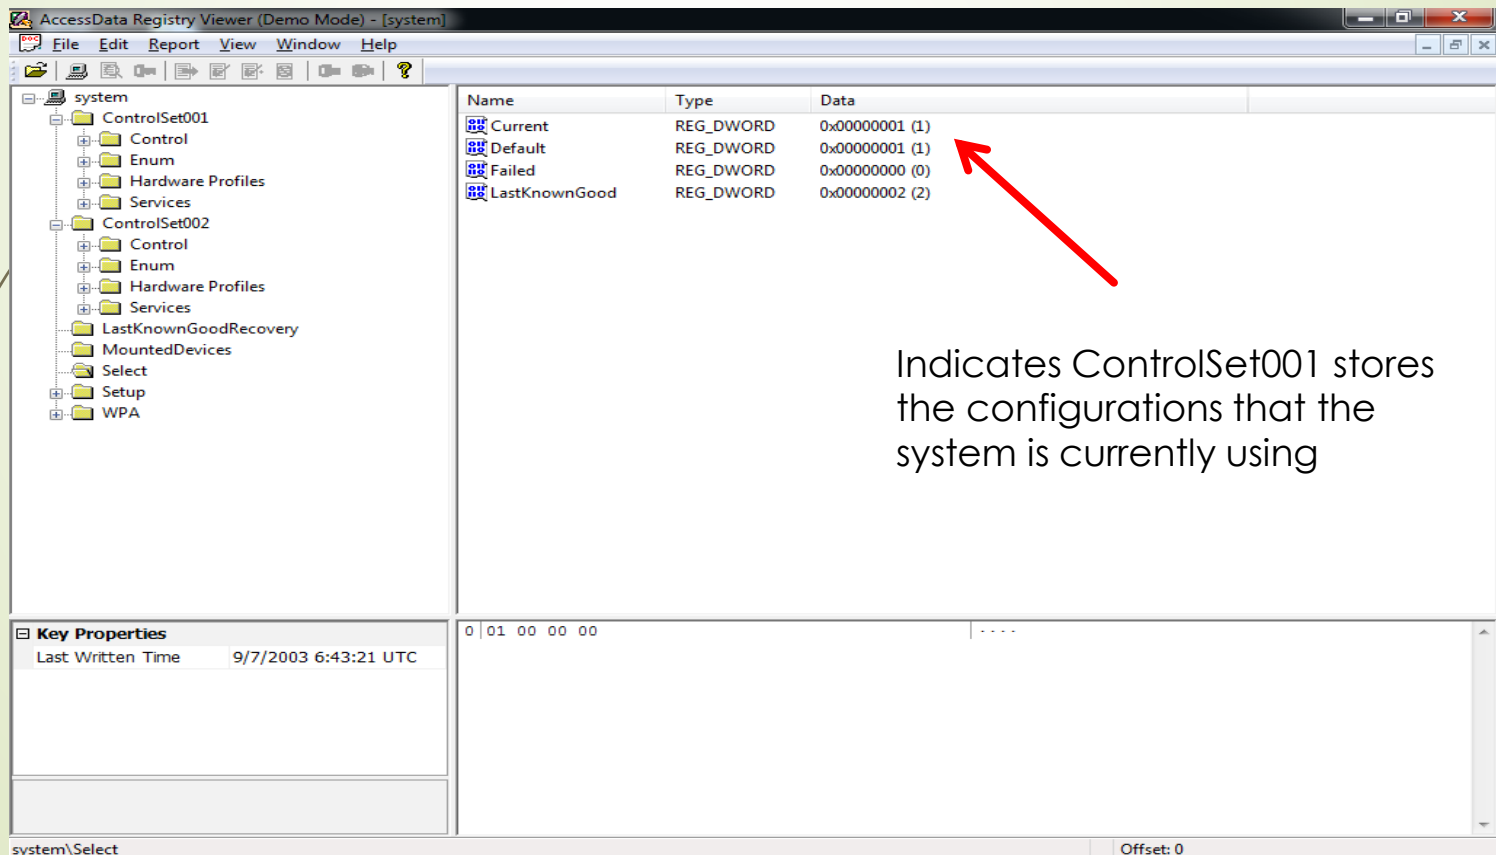 AccessData Registry Viewer (Demo Mode) - [system]
File Edit Report View Window Help
system
ControlSet001
Control
Enum
Hardware Profiles
Services
ControlSet002
Control
Enum
Hardware Profiles
Services
LastKnownGoodRecovery
MountedDevices
Select
Setup
WPA
Name Type Data
Current REG_DWORD 0x00000001 (1)
Default REG_DWORD 0x00000001 (1)
Failed REG_DWORD 0x00000000 (0)
LastKnownGood REG_DWORD 0x00000002 (2)
Indicates ControlSet001 stores
the configurations that the
system is currently using
Key Properties
Last Written Time 9/7/2003 6:43:21 UTC
0 01 00 00 00 ....
system\Select Offset: 0